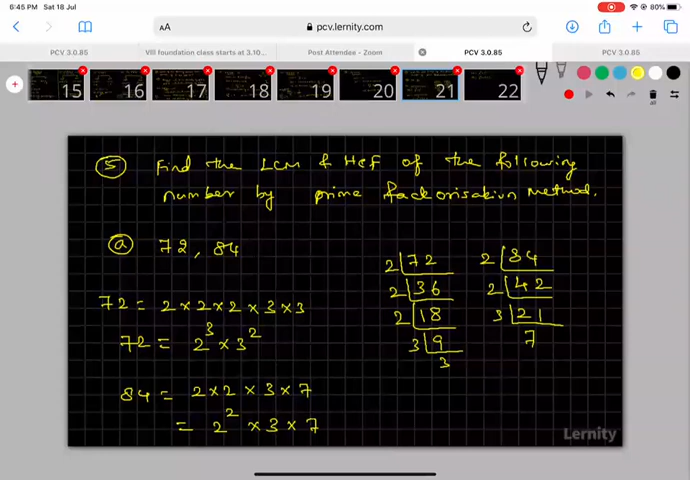 6:45 PM Sat 18 Jul
80%
AA
pcv.lernity.com
PCV 3.0.85
VIII foundation class starts at 3.10...
Post Attendee - Zoom
PCV 3.0.85
PCV 3.0.85
15 16 17 18 19 20 21 22
all
5 Find the LCM & HCF of the following
number by prime factorisation method.
a 72, 84
72 = 2 × 2 × 2 × 3 × 3
72 = 2³ × 3²
84 = 2 × 2 × 3 × 7
= 2² × 3 × 7
2 72
2 36
2 18
3 9
3
2 84
2 42
3 21
7
Lernity